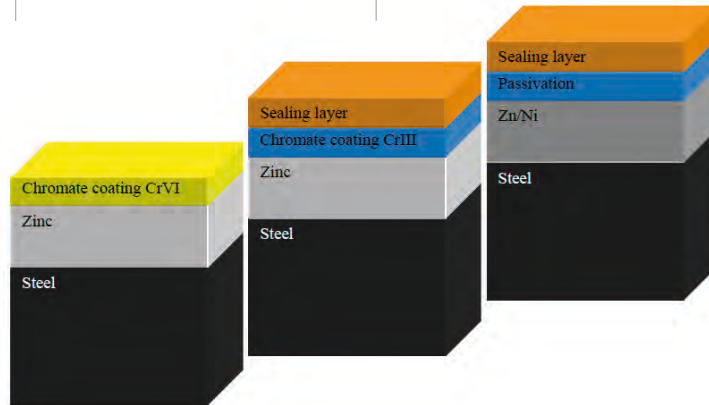 Chromate coating CrVI
Zinc
Steel
Sealing layer
Chromate coating CrIII
Zinc
Steel
Sealing layer
Passivation
Zn/Ni
Steel